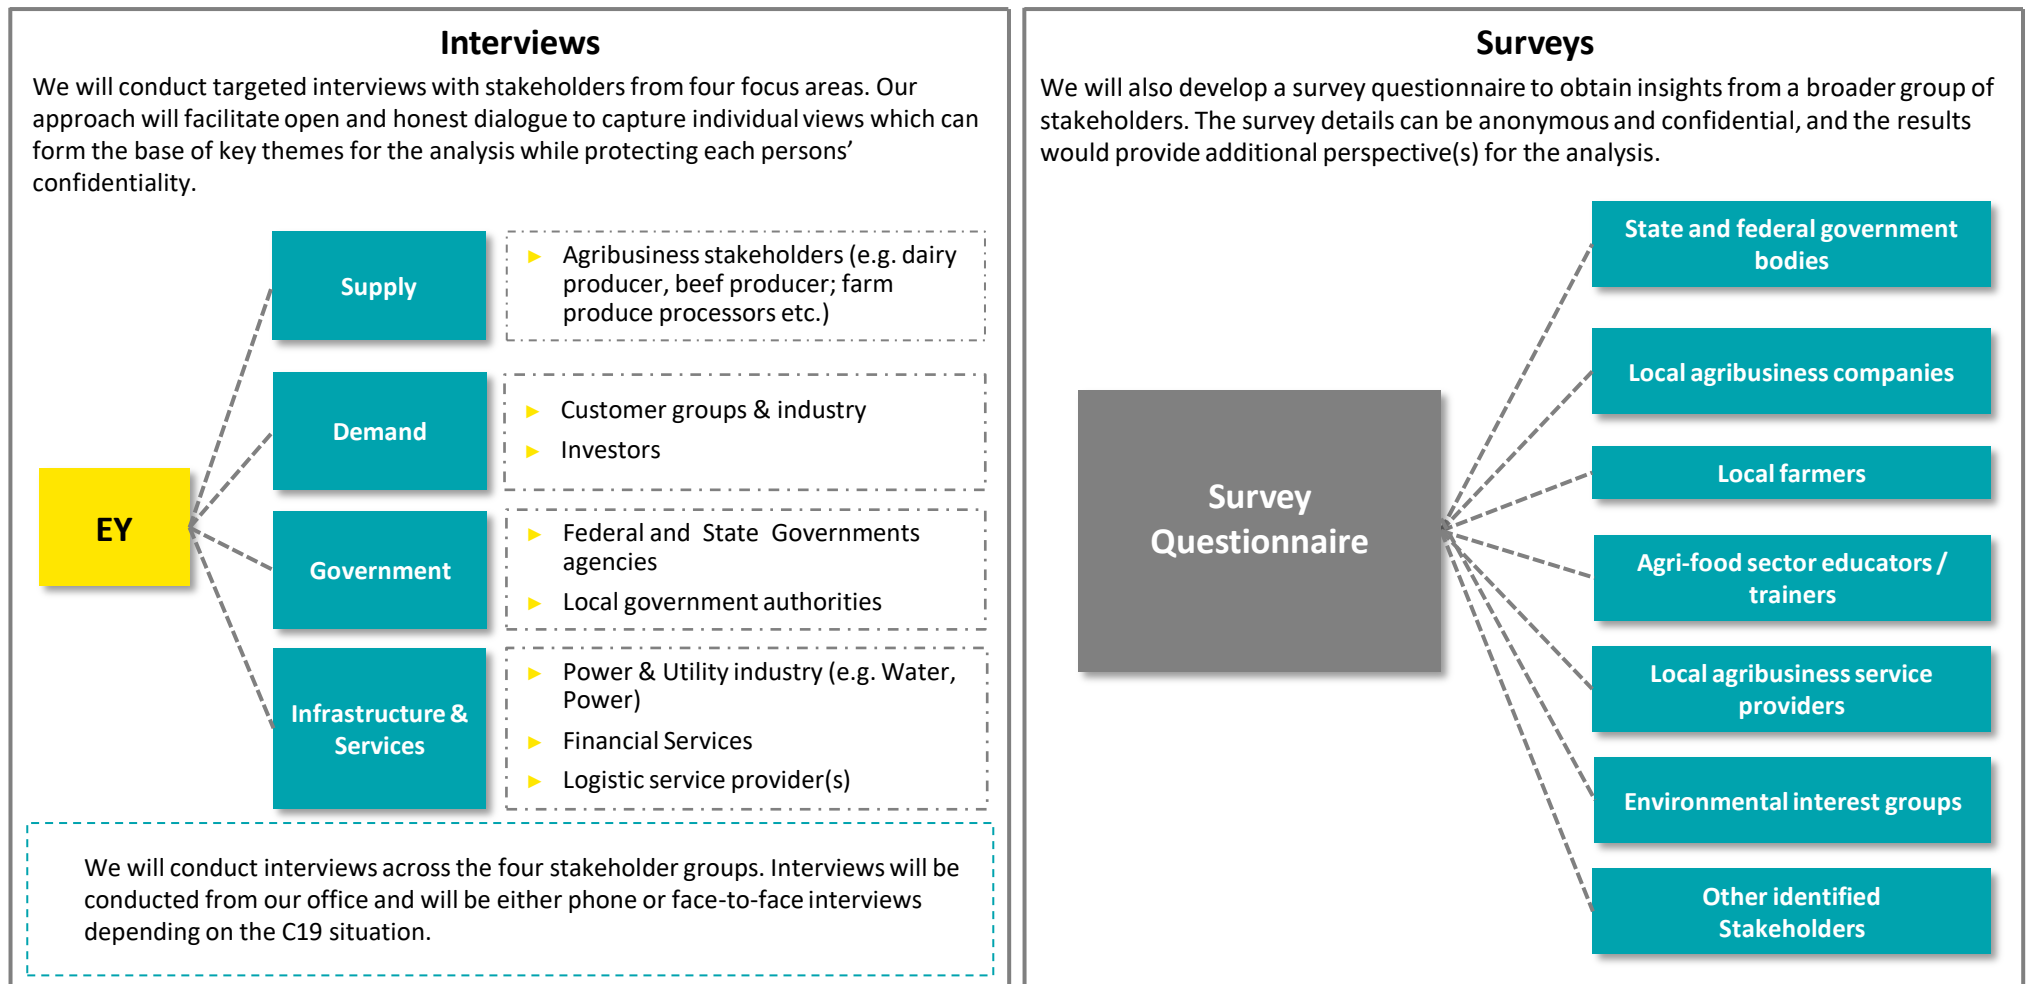 Interviews
We will conduct targeted interviews with stakeholders from four focus areas. Our
approach will facilitate open and honest dialogue to capture individual views which can
form the base of key themes for the analysis while protecting each persons’
confidentiality.
EY
Supply
► Agribusiness stakeholders (e.g. dairy
producer, beef producer; farm
produce processors etc.)
Demand
► Customer groups & industry
► Investors
Government
► Federal and State Governments
agencies
► Local government authorities
Infrastructure &
Services
► Power & Utility industry (e.g. Water,
Power)
► Financial Services
► Logistic service provider(s)
We will conduct interviews across the four stakeholder groups. Interviews will be
conducted from our office and will be either phone or face-to-face interviews
depending on the C19 situation.
Surveys
We will also develop a survey questionnaire to obtain insights from a broader group of
stakeholders. The survey details can be anonymous and confidential, and the results
would provide additional perspective(s) for the analysis.
Survey
Questionnaire
State and federal government
bodies
Local agribusiness companies
Local farmers
Agri-food sector educators /
trainers
Local agribusiness service
providers
Environmental interest groups
Other identified
Stakeholders